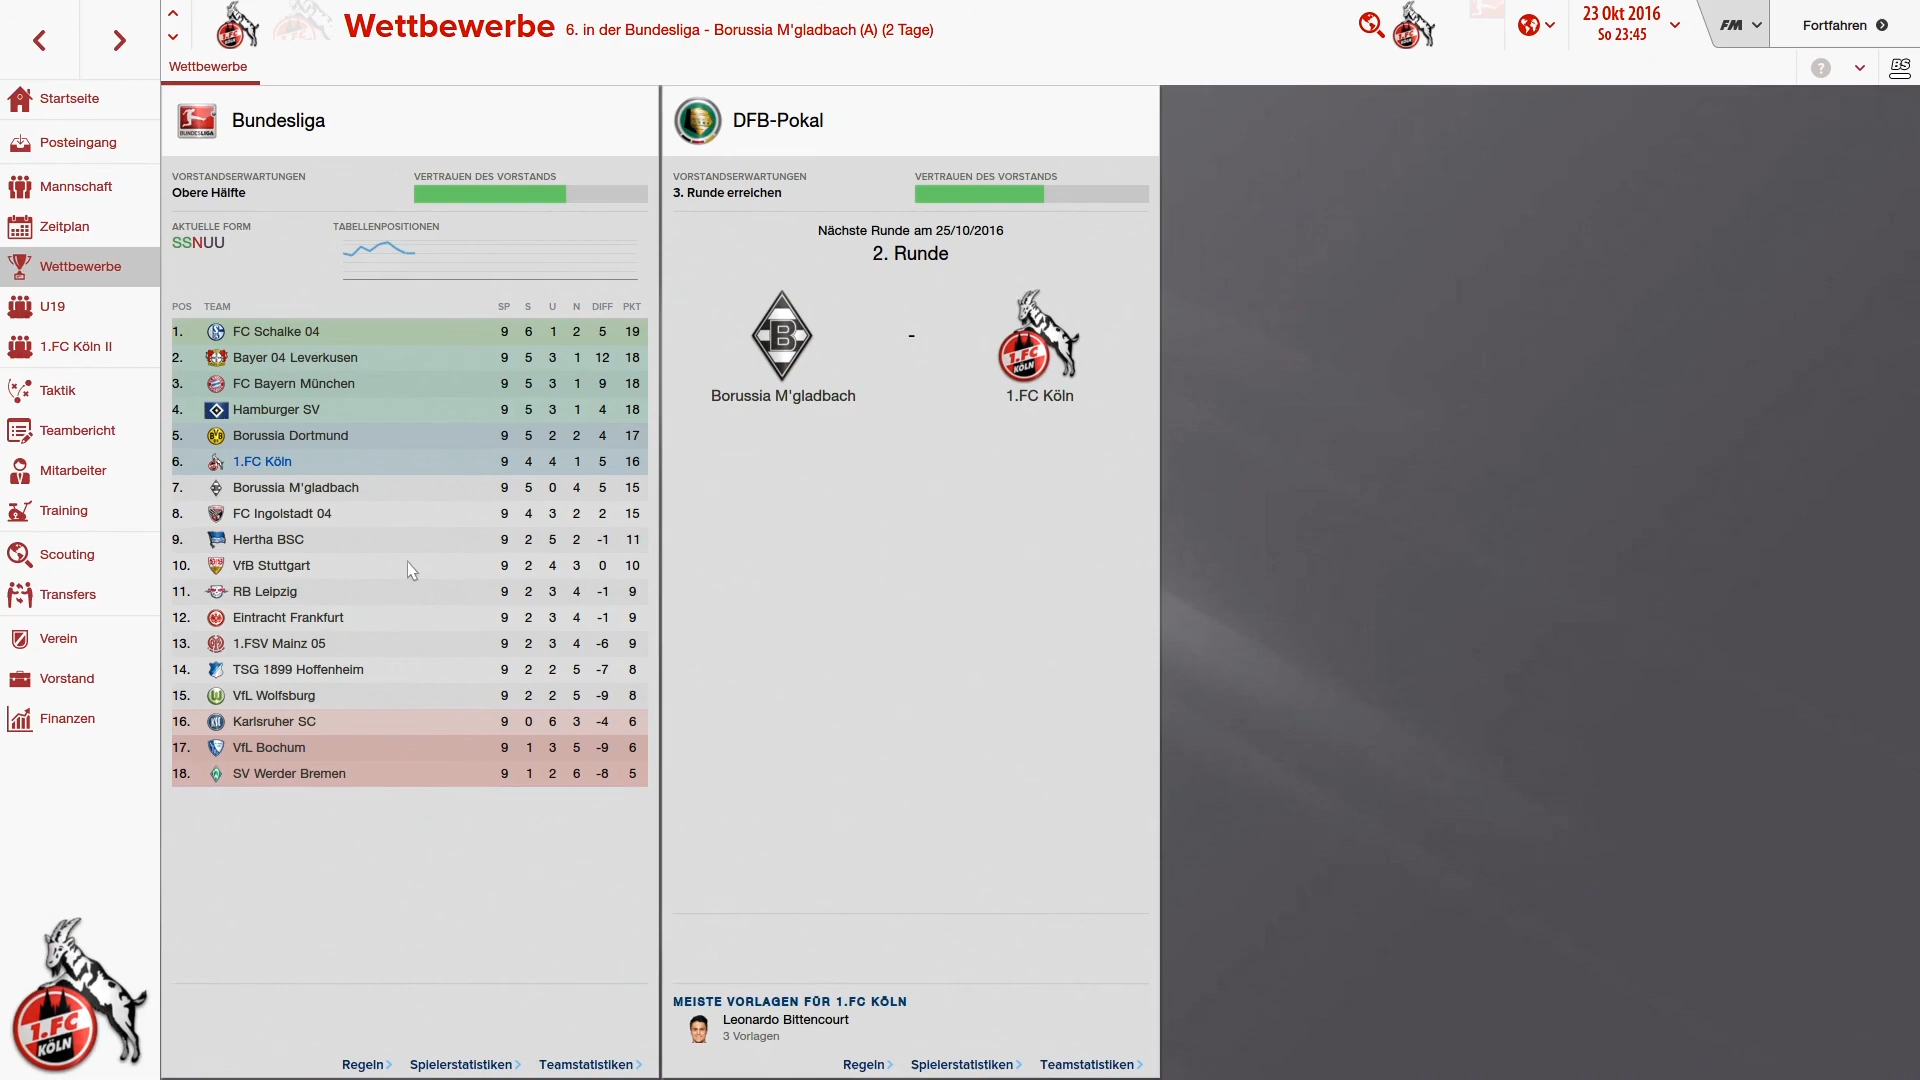 Wettbewerbe
6. in der Bundesliga - Borussia M'gladbach (A) (2 Tage)
23 Okt 2016
So 23:45
FM
Fortfahren
Wettbewerbe
?
BS
Startseite
Posteingang
Mannschaft
Zeitplan
Wettbewerbe
U19
1.FC Köln II
Taktik
Teambericht
Mitarbeiter
Training
Scouting
Transfers
Verein
Vorstand
Finanzen
1.FC
KÖLN
BUNDESLIGA
Bundesliga
VORSTANDSERWARTUNGEN
Obere Hälfte
VERTRAUEN DES VORSTANDS
AKTUELLE FORM
SSNUU
TABELLENPOSITIONEN
POS TEAM SP S U N DIFF PKT
1. FC Schalke 04 9 6 1 2 5 19
2. Bayer 04 Leverkusen 9 5 3 1 12 18
3. FC Bayern München 9 5 3 1 9 18
4. Hamburger SV 9 5 3 1 4 18
5. Borussia Dortmund 9 5 2 2 4 17
6. 1.FC Köln 9 4 4 1 5 16
7. Borussia M'gladbach 9 5 0 4 5 15
8. FC Ingolstadt 04 9 4 3 2 2 15
9. Hertha BSC 9 2 5 2 -1 11
10. VfB Stuttgart 9 2 4 3 0 10
11. RB Leipzig 9 2 3 4 -1 9
12. Eintracht Frankfurt 9 2 3 4 -1 9
13. 1.FSV Mainz 05 9 2 3 4 -6 9
14. TSG 1899 Hoffenheim 9 2 2 5 -7 8
15. VfL Wolfsburg 9 2 2 5 -9 8
16. Karlsruher SC 9 0 6 3 -4 6
17. VfL Bochum 9 1 3 5 -9 6
18. SV Werder Bremen 9 1 2 6 -8 5
Regeln Spielerstatistiken Teamstatistiken
DFB-Pokal
VORSTANDSERWARTUNGEN
3. Runde erreichen
VERTRAUEN DES VORSTANDS
Nächste Runde am 25/10/2016
2. Runde
B
-
1.FC
KÖLN
Borussia M'gladbach
1.FC Köln
MEISTE VORLAGEN FÜR 1.FC KÖLN
Leonardo Bittencourt
3 Vorlagen
Regeln Spielerstatistiken Teamstatistiken